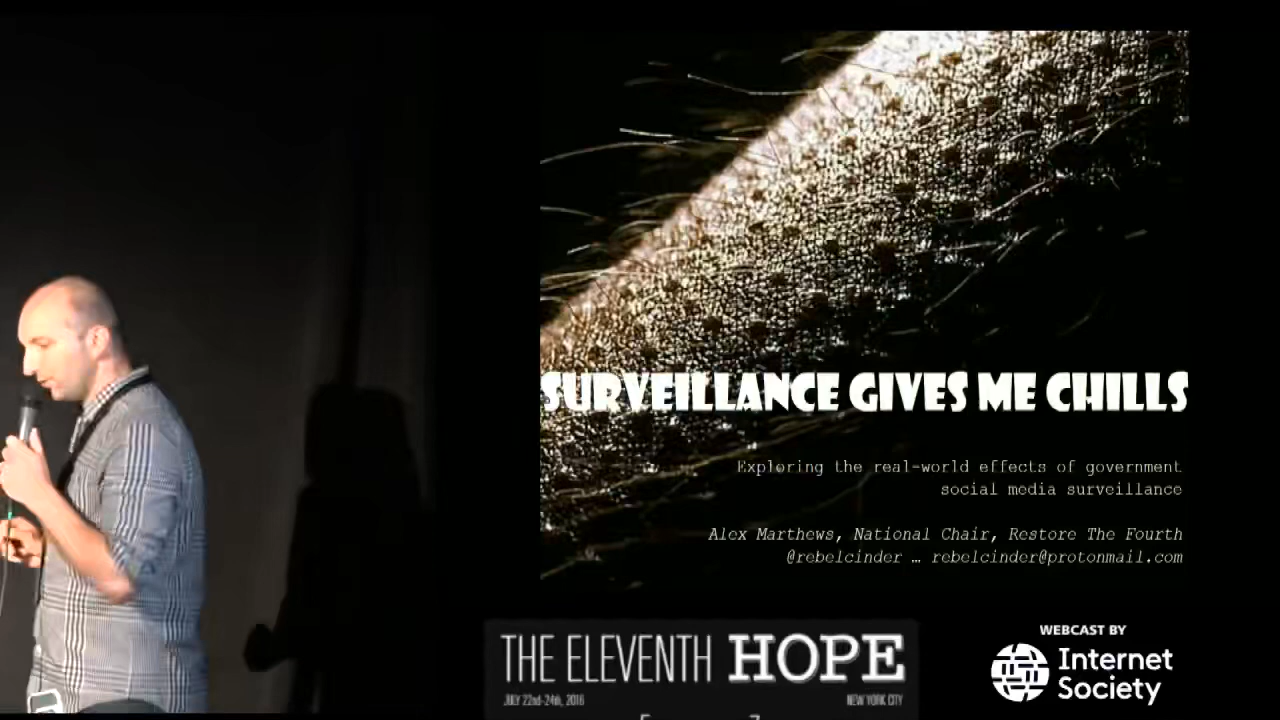 SURVEILLANCE GIVES ME CHILLS
Exploring the real-world effects of government
social media surveillance
Alex Marthews, National Chair, Restore The Fourth
@rebelcinder … rebelcinder@protonmail.com
THE ELEVENTH HOPE
JULY 22nd-24th, 2016
NEW YORK CITY
WEBCAST BY
Internet
Society